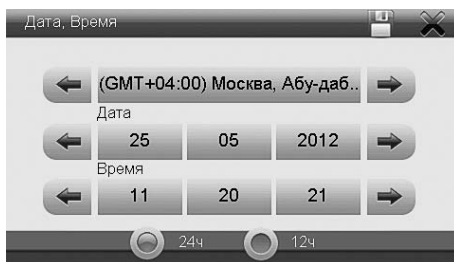 Дата, Время
(GMT+04:00) Москва, Абу-даб..
Дата
25 05 2012
Время
11 20 21
24ч 12ч